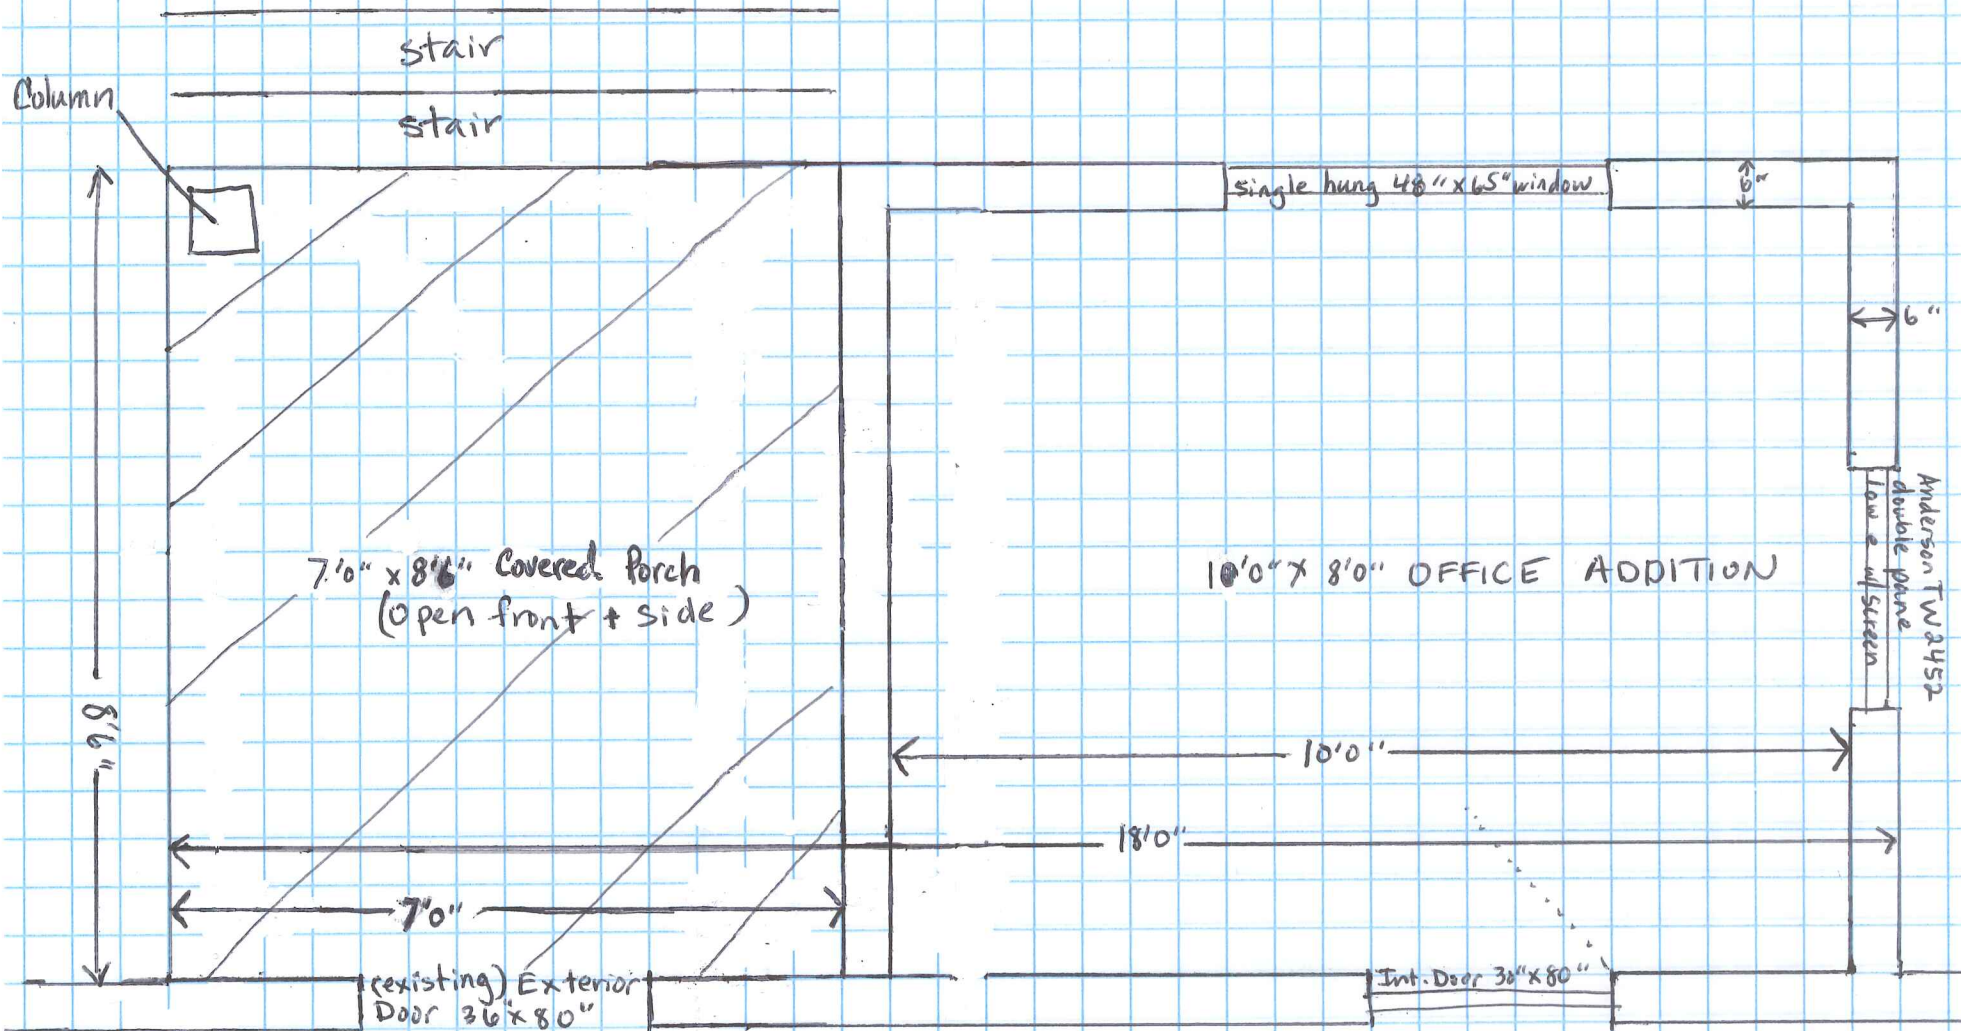 stair
Column
stair
single hung 48" x 65" window
6"
6"
Anderson TW2452
double pane
low e w/ screen
7'0" x 8'6" Covered Porch
(open front + side)
10'0" X 8'0" OFFICE ADDITION
8'6"
10'0"
18'0"
7'0"
(existing) Exterior
Door 36"x80"
Int. Door 30"x80"